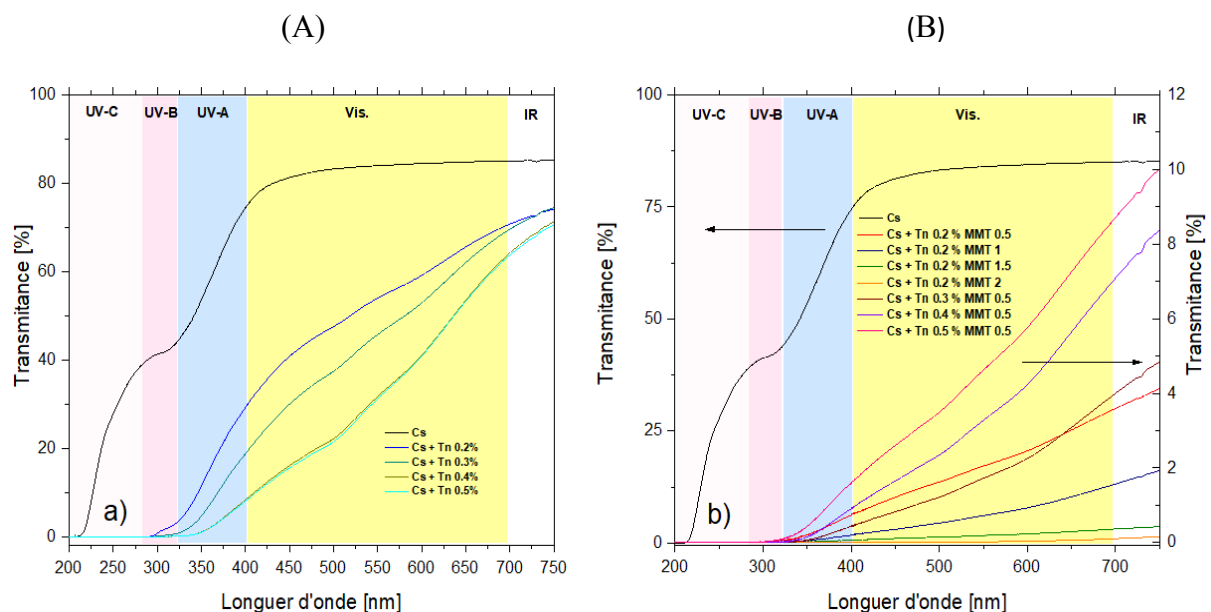 (A)
(B)
100
80
60
40
20
0
Transmitance [%]
UV-C
UV-B
UV-A
Vis.
IR
Cs
Cs + Tn 0.2%
Cs + Tn 0.3%
Cs + Tn 0.4%
Cs + Tn 0.5%
a)
200 250 300 350 400 450 500 550 600 650 700 750
Longuer d'onde [nm]
100
75
50
25
0
Transmitance [%]
UV-C
UV-B
UV-A
Vis.
IR
Cs
Cs + Tn 0.2 % MMT 0.5
Cs + Tn 0.2 % MMT 1
Cs + Tn 0.2 % MMT 1.5
Cs + Tn 0.2 % MMT 2
Cs + Tn 0.3 % MMT 0.5
Cs + Tn 0.4 % MMT 0.5
Cs + Tn 0.5 % MMT 0.5
b)
12
10
8
6
4
2
0
Transmitance [%]
200 300 400 500 600 700
Longuer d'onde [nm]